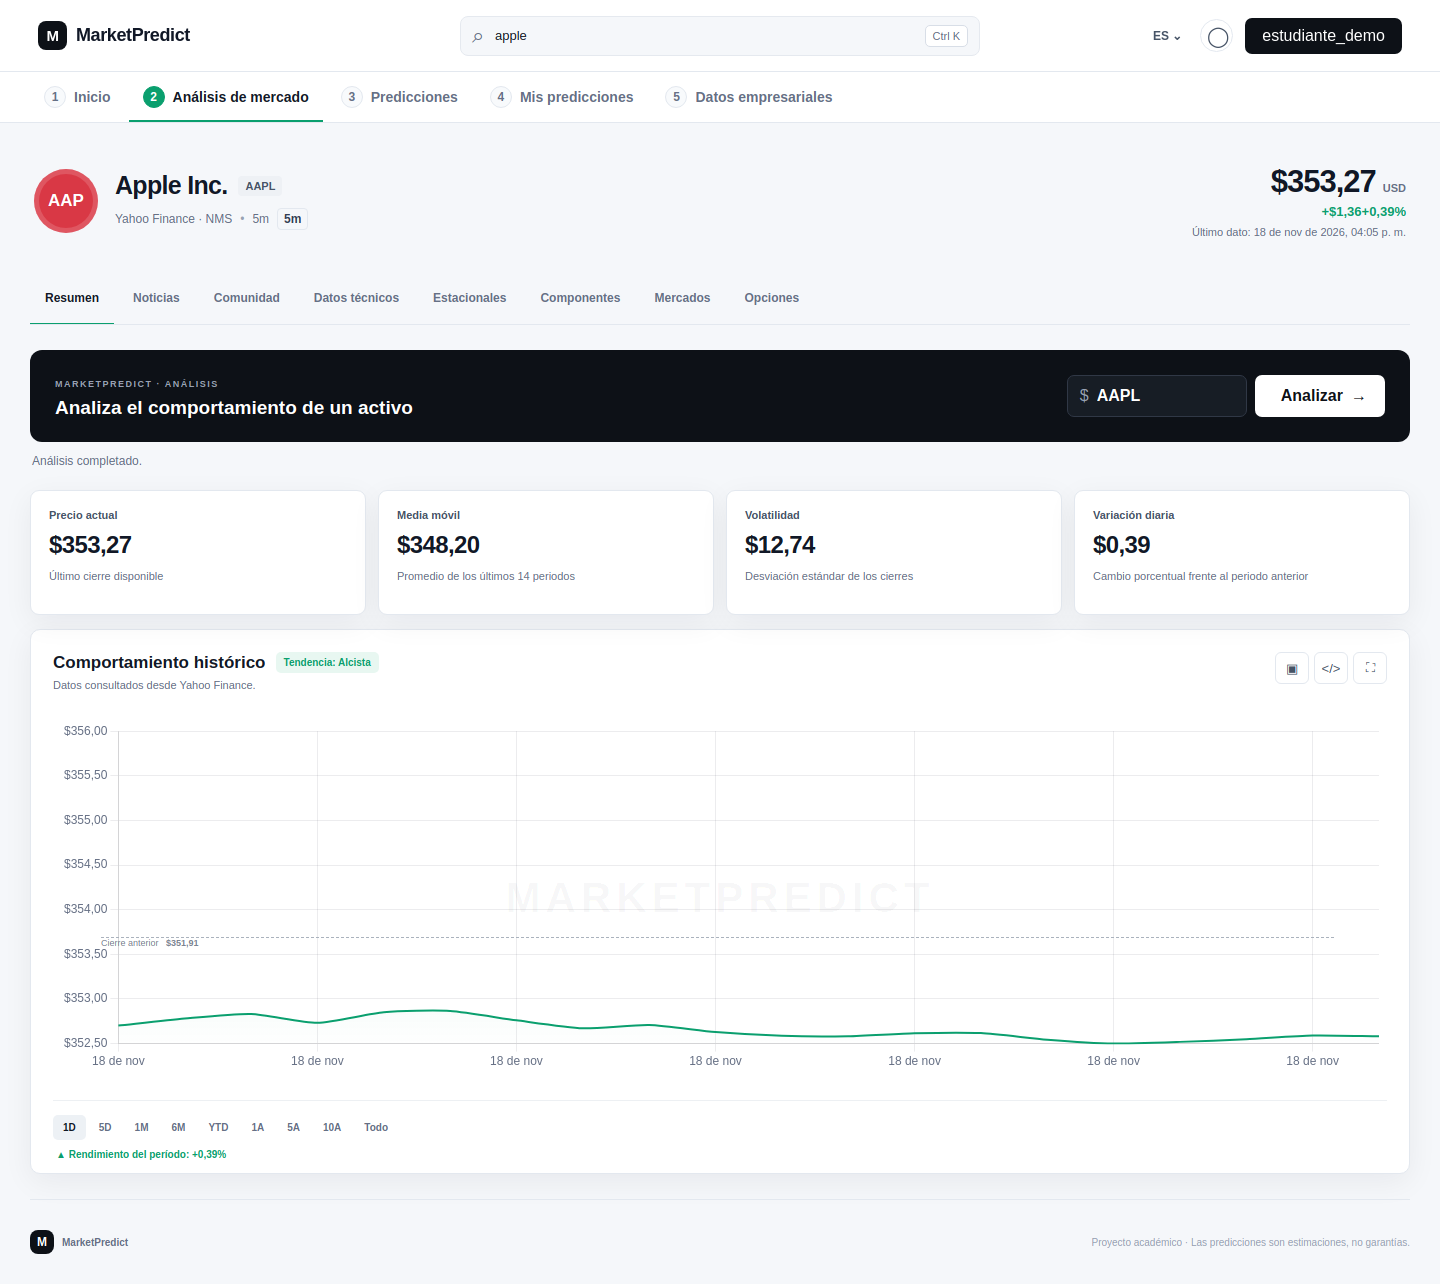 M MarketPredict
apple
Ctrl K
ES
estudiante_demo
1 Inicio
2 Análisis de mercado
3 Predicciones
4 Mis predicciones
5 Datos empresariales
AAP
Apple Inc. AAPL
Yahoo Finance · NMS • 5m 5m
$353,27 USD
+$1,36+0,39%
Último dato: 18 de nov de 2026, 04:05 p. m.
Resumen Noticias Comunidad Datos técnicos Estacionales Componentes Mercados Opciones
MARKETPREDICT · ANÁLISIS
Analiza el comportamiento de un activo
$ AAPL
Analizar →
Análisis completado.
Precio actual
$353,27
Último cierre disponible
Media móvil
$348,20
Promedio de los últimos 14 periodos
Volatilidad
$12,74
Desviación estándar de los cierres
Variación diaria
$0,39
Cambio porcentual frente al periodo anterior
Comportamiento histórico Tendencia: Alcista
Datos consultados desde Yahoo Finance.
</>
$356,00
$355,50
$355,00
$354,50
MARKETPREDICT
$354,00
Cierre anterior $351,91
$353,50
$353,00
$352,50
18 de nov 18 de nov 18 de nov 18 de nov 18 de nov 18 de nov 18 de nov
1D 5D 1M 6M YTD 1A 5A 10A Todo
▲ Rendimiento del período: +0,39%
M MarketPredict
Proyecto académico · Las predicciones son estimaciones, no garantías.